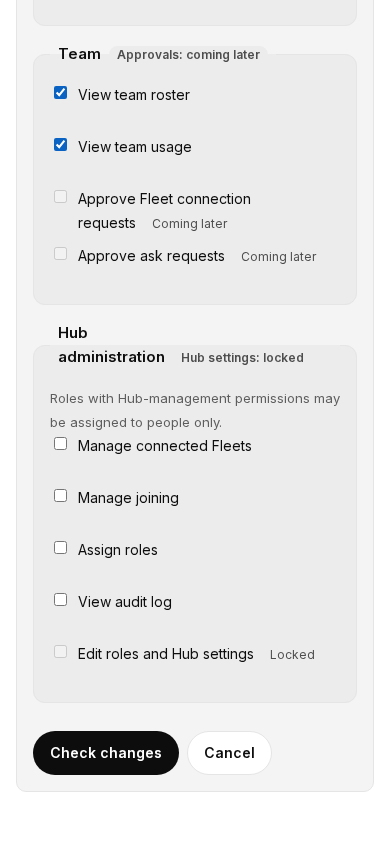 Team Approvals: coming later
View team roster
View team usage
Approve Fleet connection
requests Coming later
Approve ask requests Coming later
Hub
administration Hub settings: locked
Roles with Hub-management permissions may
be assigned to people only.
Manage connected Fleets
Manage joining
Assign roles
View audit log
Edit roles and Hub settings Locked
Check changes Cancel